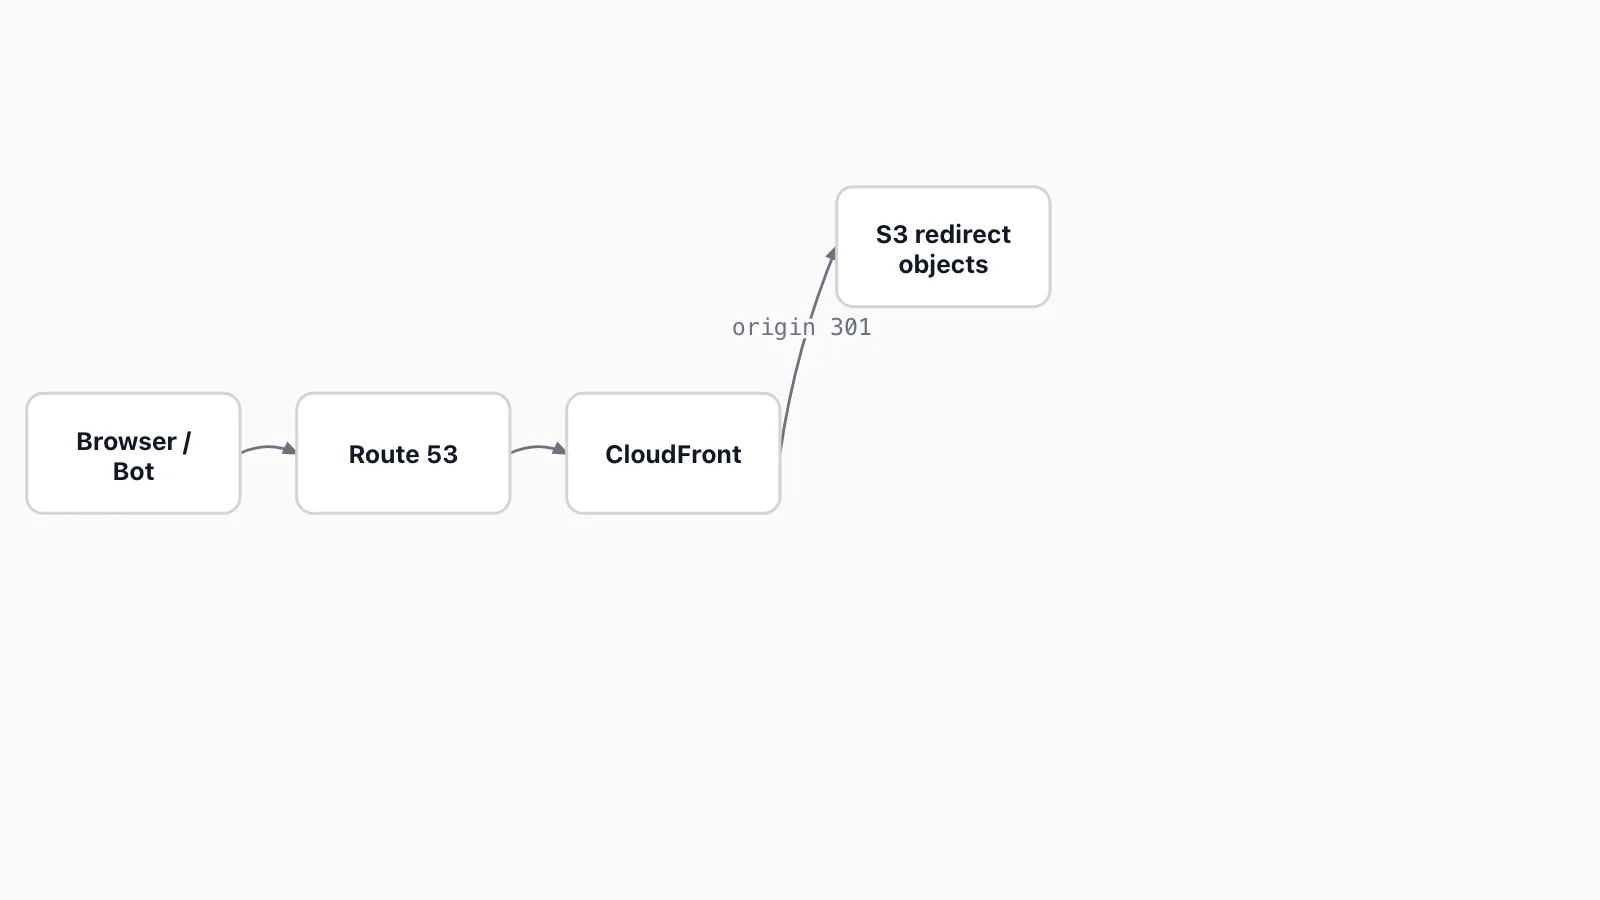 S3 redirect
objects
origin 301
Browser /
Bot
Route 53
CloudFront